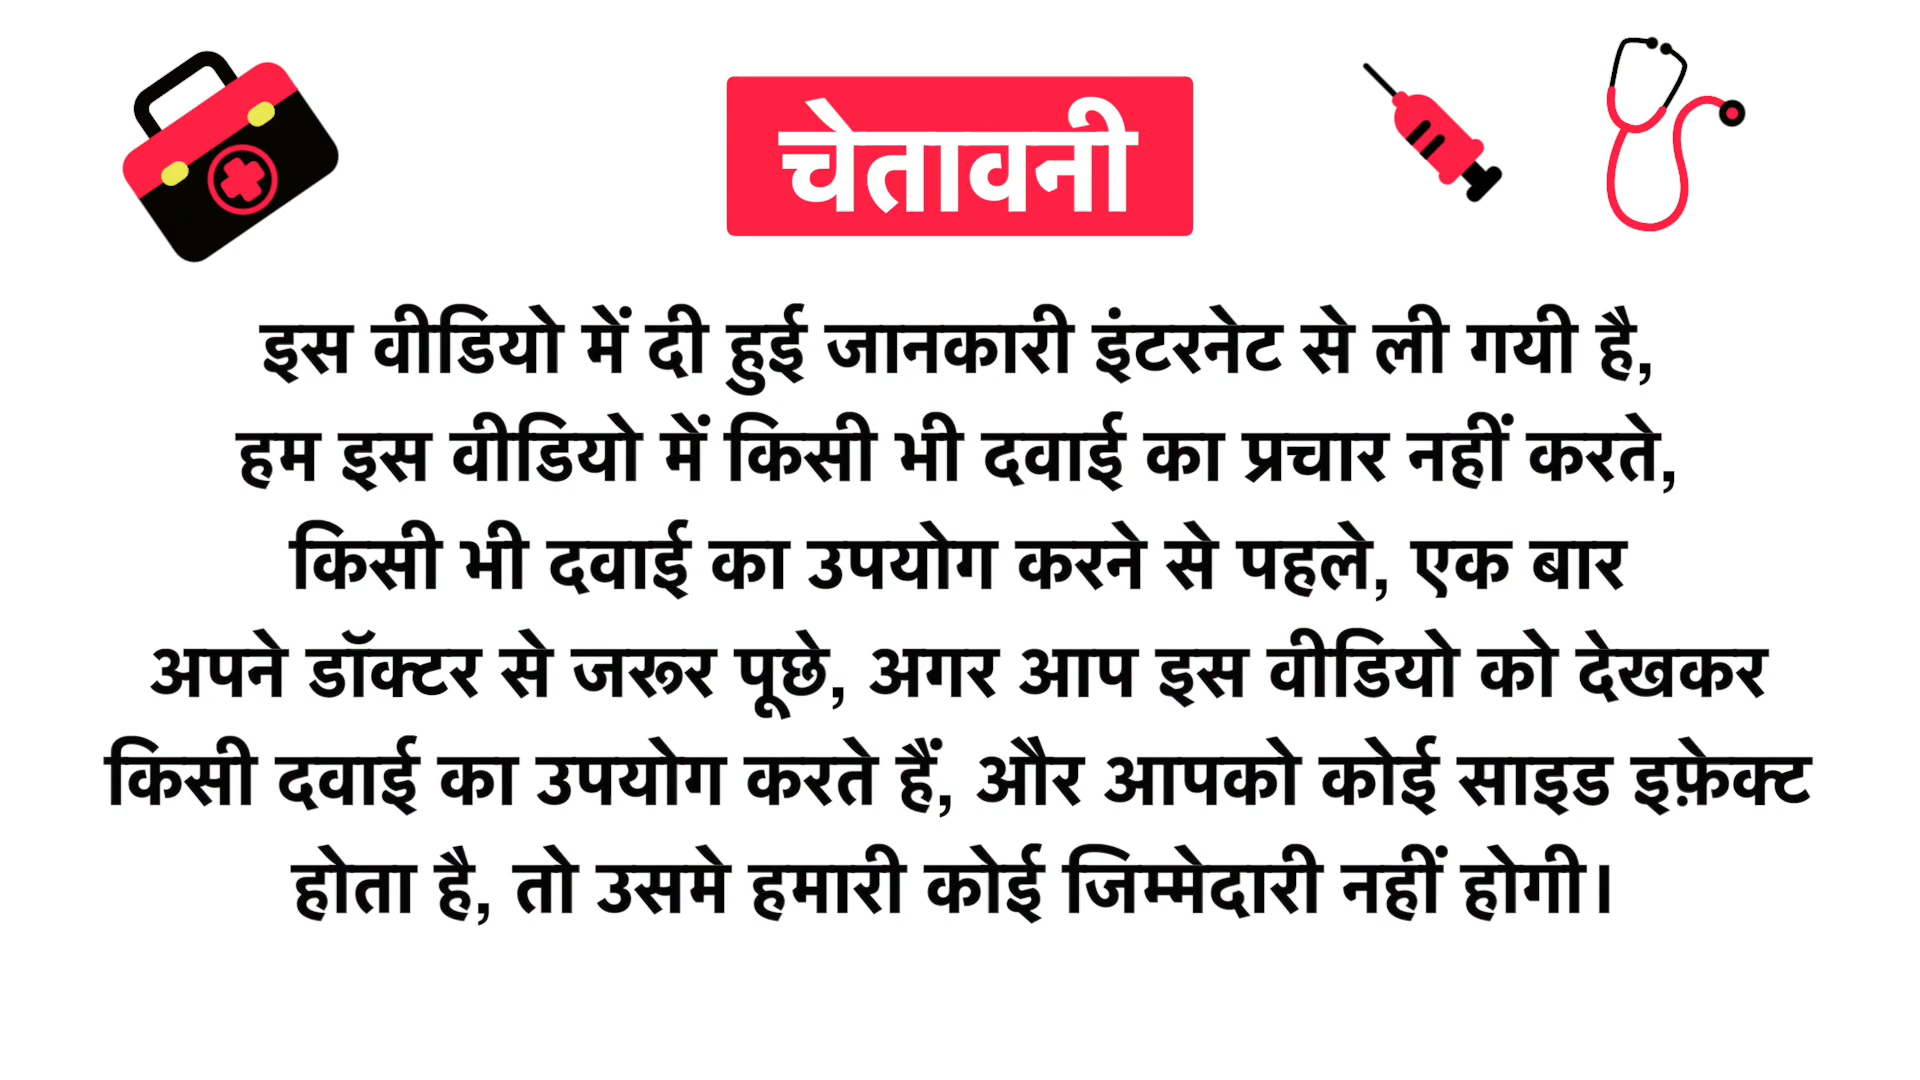 चेतावनी
इस वीडियो में दी हुई जानकारी इंटरनेट से ली गयी है,
हम इस वीडियो में किसी भी दवाई का प्रचार नहीं करते,
किसी भी दवाई का उपयोग करने से पहले, एक बार
अपने डॉक्टर से जरूर पूछे, अगर आप इस वीडियो को देखकर
किसी दवाई का उपयोग करते हैं, और आपको कोई साइड इफ़ेक्ट
होता है, तो उसमे हमारी कोई जिम्मेदारी नहीं होगी।